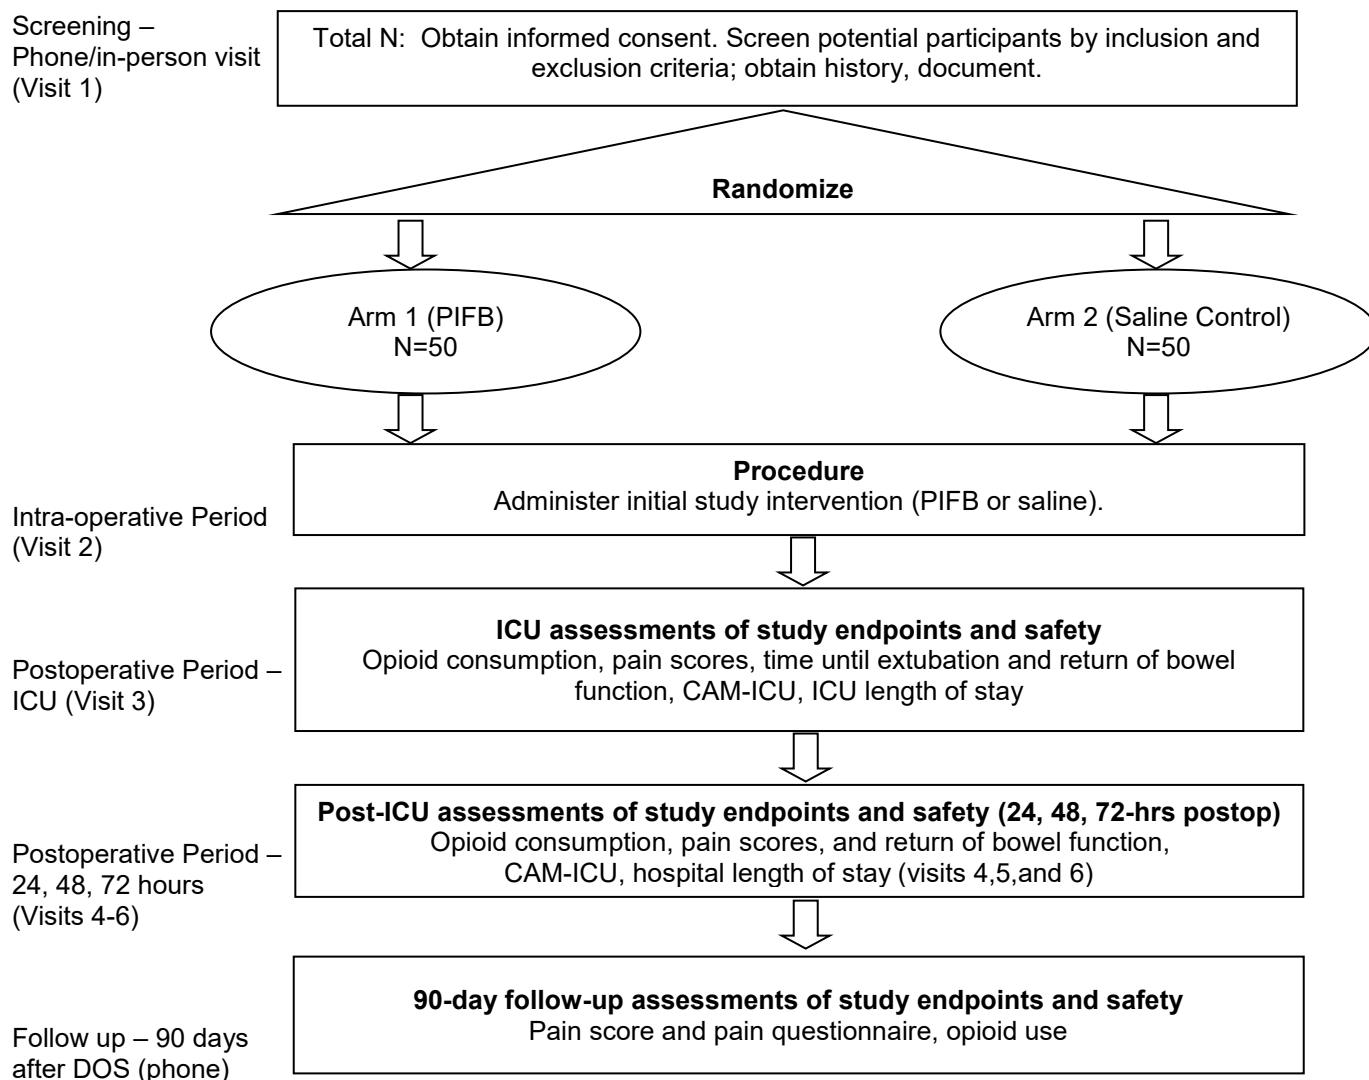 Screening –
Phone/in-person visit
(Visit 1)
Total N:  Obtain informed consent. Screen potential participants by inclusion and
exclusion criteria; obtain history, document.
Randomize
Arm 1 (PIFB)
N=50
Arm 2 (Saline Control)
N=50
Intra-operative Period
(Visit 2)
Procedure
Administer initial study intervention (PIFB or saline).
Postoperative Period –
ICU (Visit 3)
ICU assessments of study endpoints and safety
Opioid consumption, pain scores, time until extubation and return of bowel
function, CAM-ICU, ICU length of stay
Postoperative Period –
24, 48, 72 hours
(Visits 4-6)
Post-ICU assessments of study endpoints and safety (24, 48, 72-hrs postop)
Opioid consumption, pain scores, and return of bowel function,
CAM-ICU, hospital length of stay (visits 4,5,and 6)
Follow up – 90 days
after DOS (phone)
90-day follow-up assessments of study endpoints and safety
Pain score and pain questionnaire, opioid use